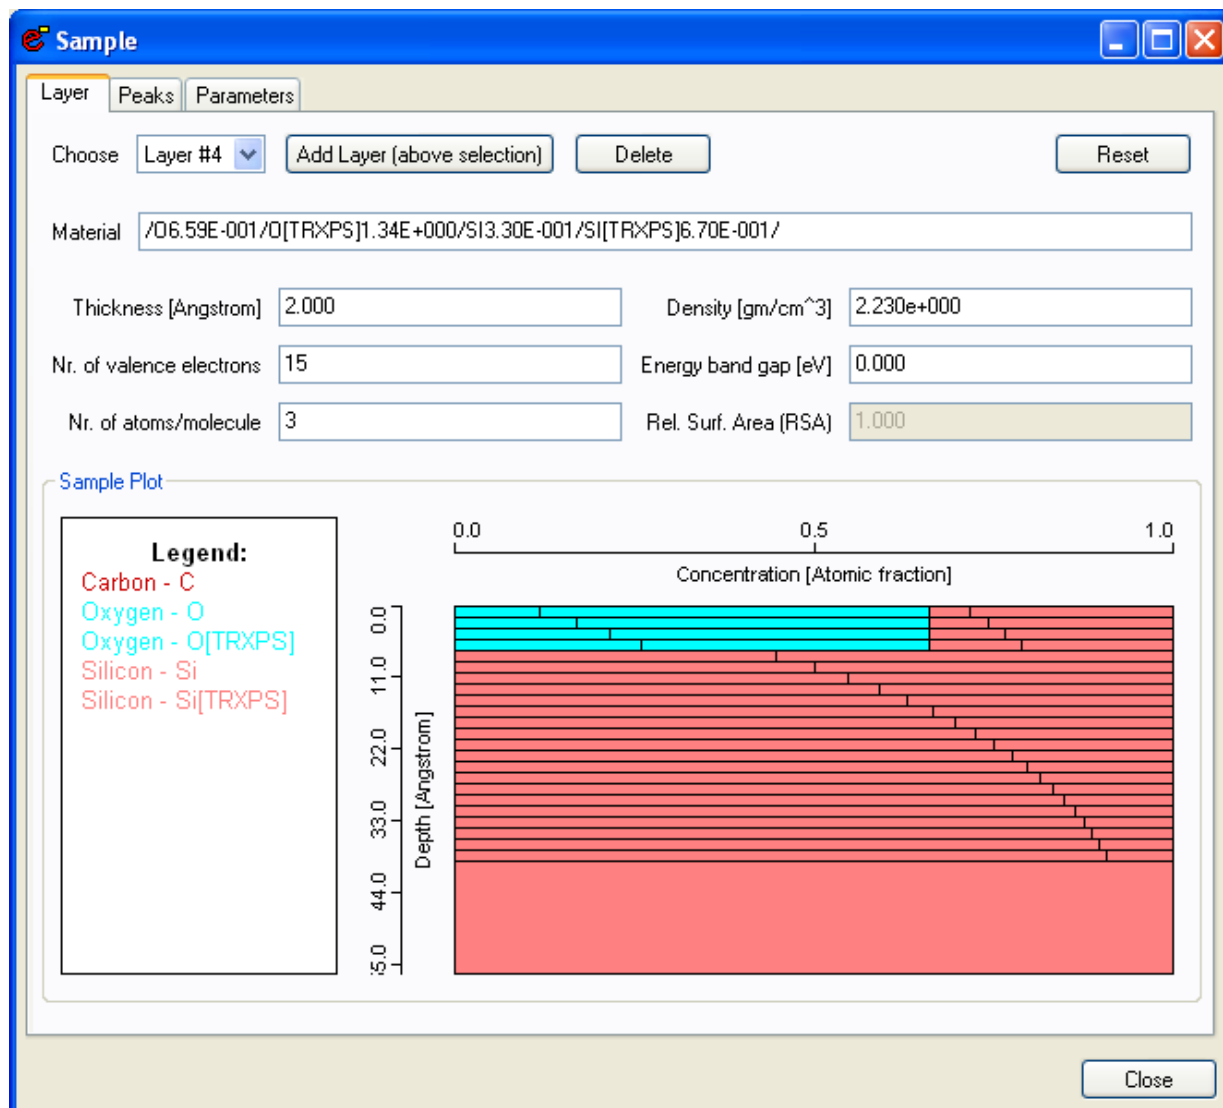 Sample
Layer Peaks Parameters
Choose Layer #4 Add Layer (above selection) Delete Reset
Material /O6.59E-001/O[TRXPS]1.34E+000/SI3.30E-001/SI[TRXPS]6.70E-001/
Thickness [Angstrom] 2.000 Density [gm/cm^3] 2.230e+000
Nr. of valence electrons 15 Energy band gap [eV] 0.000
Nr. of atoms/molecule 3 Rel. Surf. Area (RSA) 1.000
Sample Plot
Legend:
Carbon - C
Oxygen - O
Oxygen - O[TRXPS]
Silicon - Si
Silicon - Si[TRXPS]
0.0 0.5 1.0
Concentration [Atomic fraction]
0.0
11.0
22.0
33.0
44.0
5.0
Depth [Angstrom]
Close